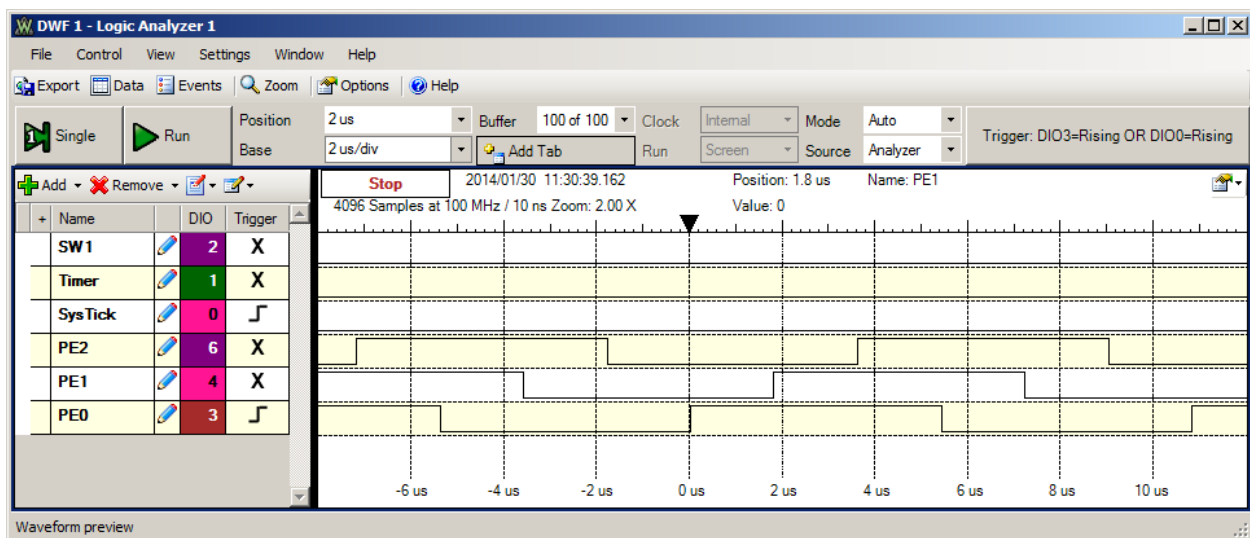 DWF 1 - Logic Analyzer 1
File Control View Settings Window Help
Export Data Events Zoom Options Help
Single Run Position 2 us Buffer 100 of 100 Clock Internal Mode Auto Trigger: DIO3=Rising OR DIO0=Rising
Base 2 us/div Add Tab Run Screen Source Analyzer
Add Remove Stop 2014/01/30 11:30:39.162 Position: 1.8 us Name: PE1
4096 Samples at 100 MHz / 10 ns Zoom: 2.00 X Value: 0
+ Name DIO Trigger
SW1 2 X
Timer 1 X
SysTick 0
PE2 6 X
PE1 4 X
PE0 3
-6 us -4 us -2 us 0 us 2 us 4 us 6 us 8 us 10 us
Waveform preview